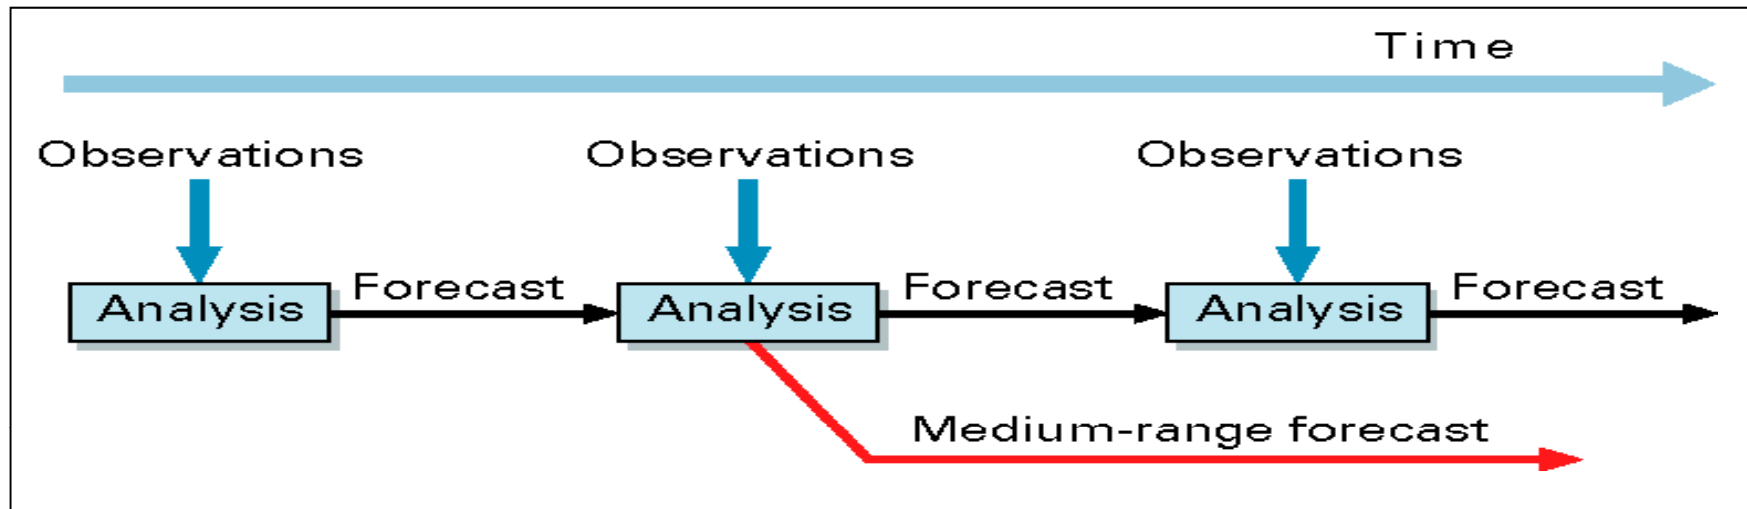 Time
Observations Observations Observations
Forecast Forecast Forecast
Analysis Analysis Analysis
Medium-range forecast